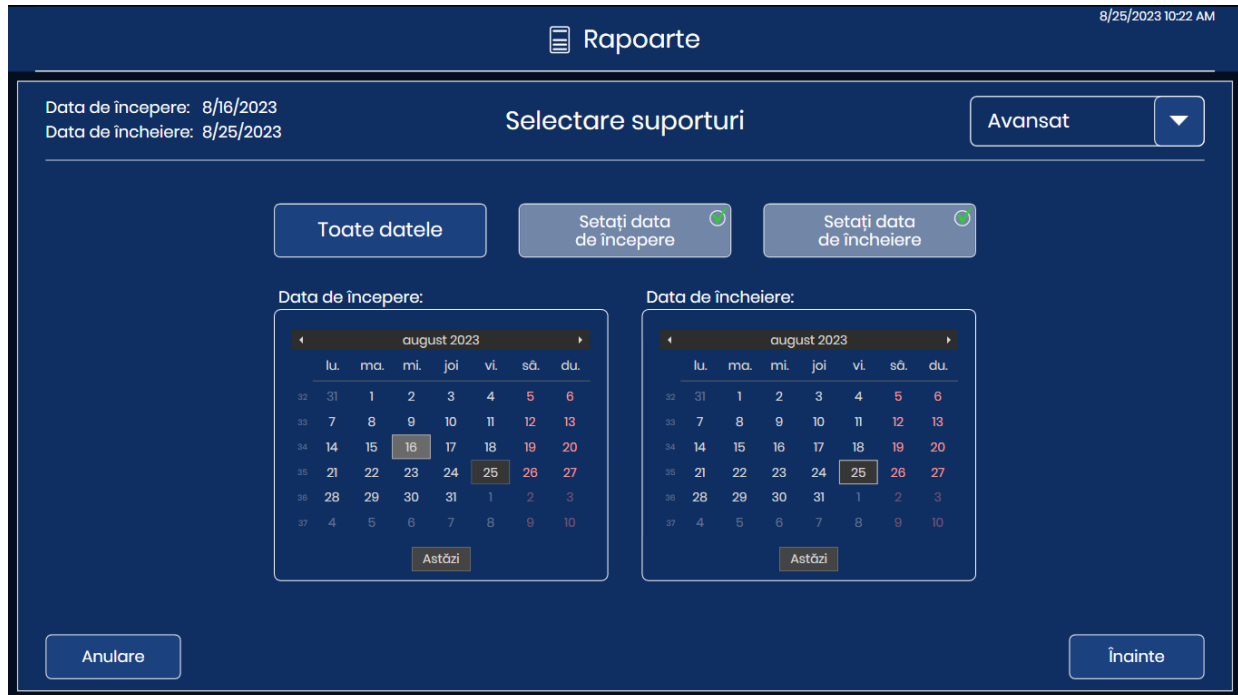 8/25/2023 10:22 AM
Rapoarte
Data de începere: 8/16/2023
Data de încheiere: 8/25/2023
Selectare suporturi
Avansat
Toate datele
Setați data
de începere
Setați data
de încheiere
Data de începere:
august 2023
lu. ma. mi. joi vi. sâ. du.
32 31 1 2 3 4 5 6
33 7 8 9 10 11 12 13
34 14 15 16 17 18 19 20
35 21 22 23 24 25 26 27
36 28 29 30 31 1 2 3
37 4 5 6 7 8 9 10
Astăzi
Data de încheiere:
august 2023
lu. ma. mi. joi vi. sâ. du.
32 31 1 2 3 4 5 6
33 7 8 9 10 11 12 13
34 14 15 16 17 18 19 20
35 21 22 23 24 25 26 27
36 28 29 30 31 1 2 3
37 4 5 6 7 8 9 10
Astăzi
Anulare
Înainte